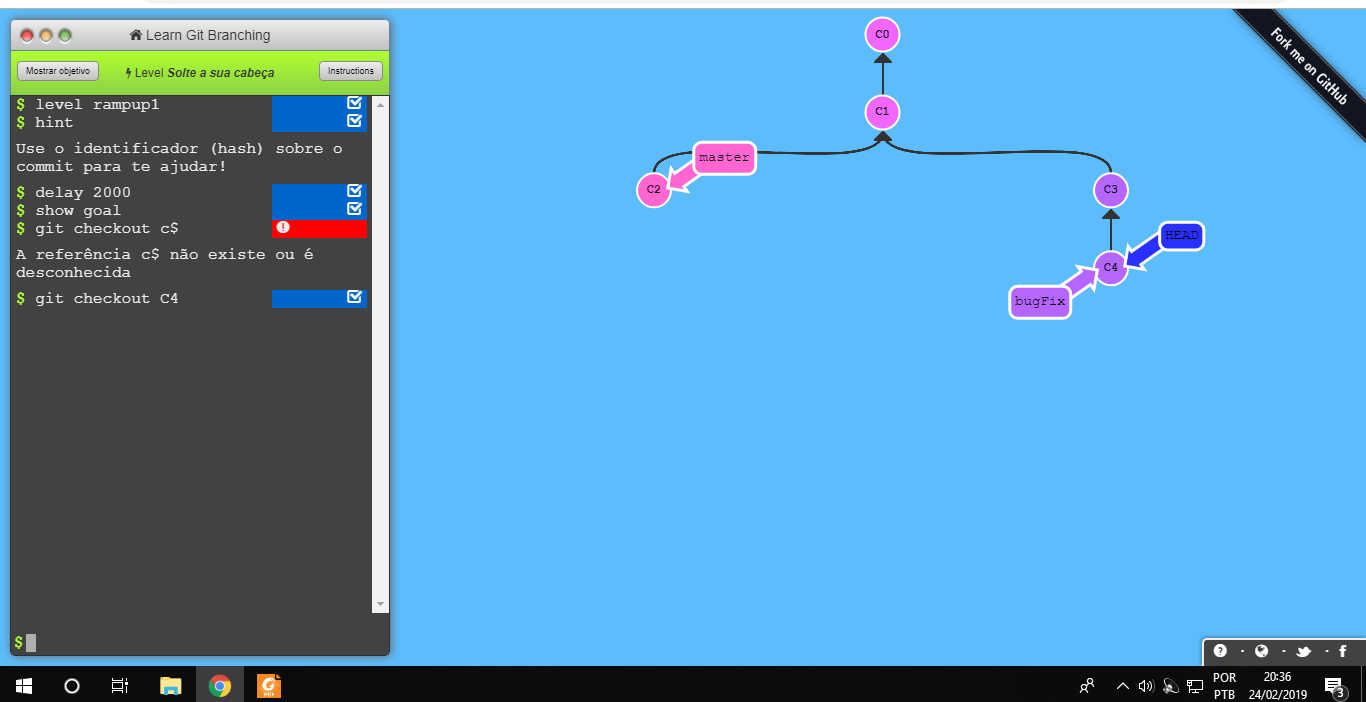 Learn Git Branching
Mostrar objetivo
Level Solte a sua cabeça
Instructions
$ level rampup1
$ hint
Use o identificador (hash) sobre o
commit para te ajudar!
$ delay 2000
$ show goal
$ git checkout c$
A referência c$ não existe ou é
desconhecida
$ git checkout C4
$
C0
C1
master
C2
C3
HEAD
C4
bugFix
Fork me on GitHub
POR
PTB
20:36
24/02/2019
3
PDF